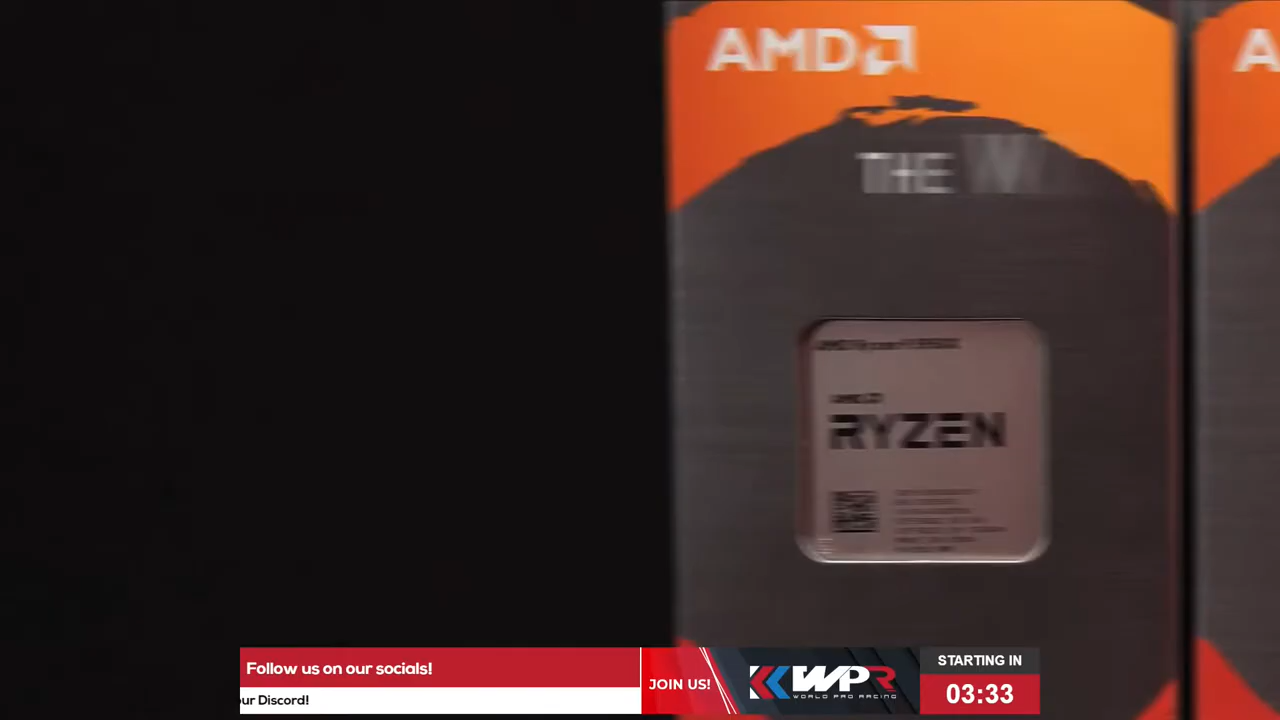 AMD
THE W
AMD
RYZEN
Follow us on our socials!
ur Discord!
JOIN US!
WPR
WORLD PRO RACING
STARTING IN
03:33